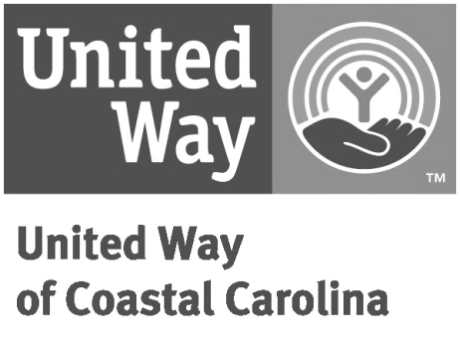 United
Way
TM
United Way
of Coastal Carolina